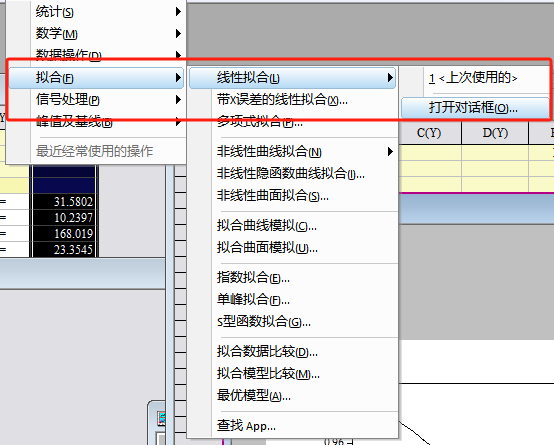 统计(S)
数学(M)
数据操作(D)
拟合(F)
信号处理(P)
峰值及基线(B)
最近经常使用的操作
线性拟合(L)
带X误差的线性拟合(X)...
多项式拟合(P)...
非线性曲线拟合(N)
非线性隐函数曲线拟合(I)...
非线性曲面拟合(S)...
拟合曲线模拟(C)...
拟合曲面模拟(U)...
指数拟合(E)...
单峰拟合(F)...
S型函数拟合(G)...
拟合数据比较(D)...
拟合模型比较(M)...
最优模型(A)...
查找 App...
1 <上次使用的>
打开对话框(O)...
C(Y) D(Y)
= 31.5802
= 10.2397
= 168.019
= 23.3545
0.96